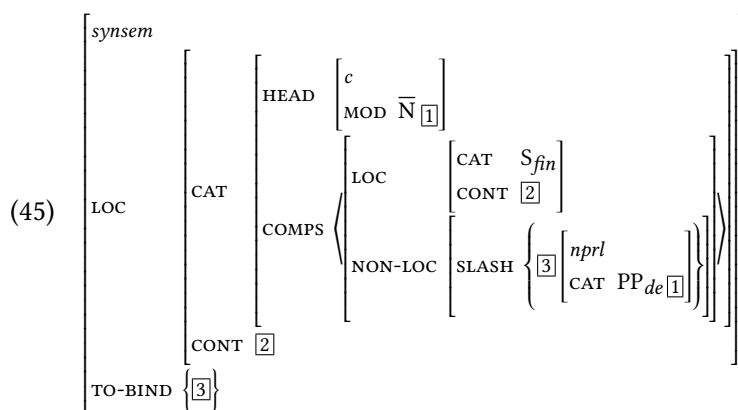 synsem
HEAD c
MOD N̅ 1
LOC CAT S fin
CONT 2
(45) LOC CAT COMPS
NON-LOC SLASH { 3 nprl
CAT PP de 1 }
CONT 2
TO-BIND { 3 }